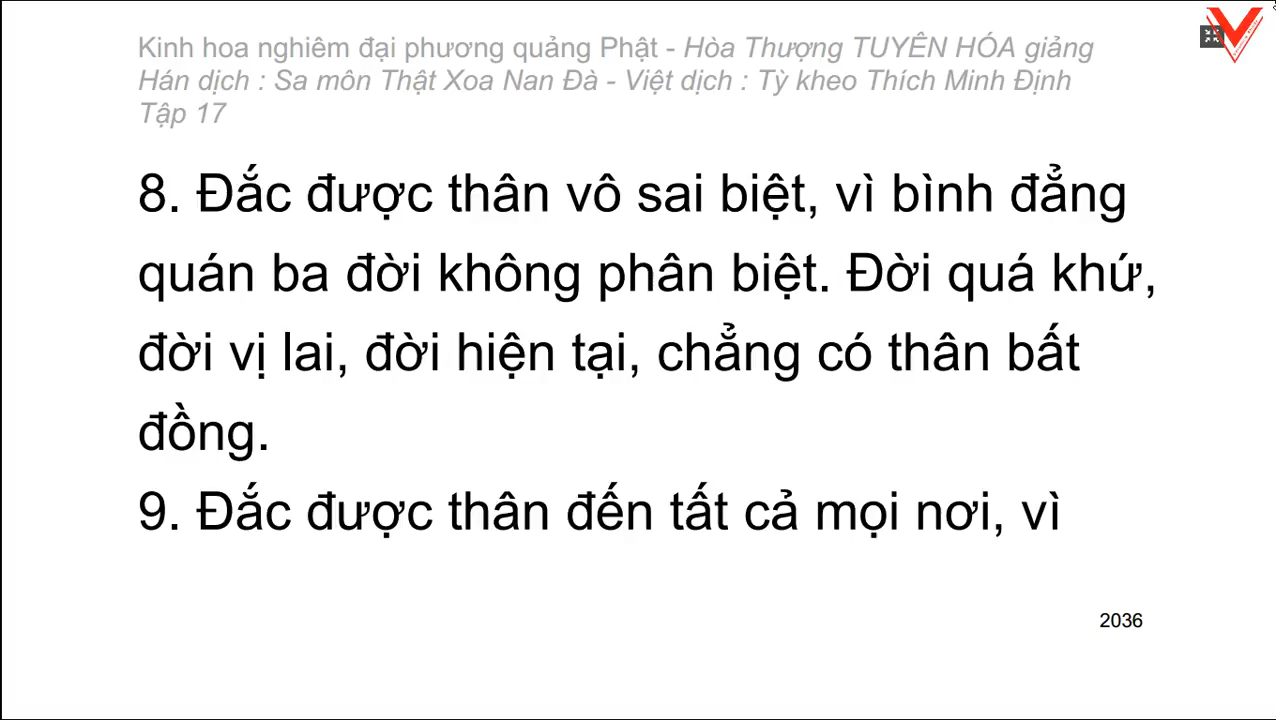 Kinh hoa nghiêm đại phương quảng Phật - Hòa Thượng TUYÊN HÓA giảng
Hán dịch : Sa môn Thật Xoa Nan Đà - Việt dịch : Tỳ kheo Thích Minh Định
Tập 17
8. Đắc được thân vô sai biệt, vì bình đẳng
quán ba đời không phân biệt. Đời quá khứ,
đời vị lai, đời hiện tại, chẳng có thân bất
đồng.
9. Đắc được thân đến tất cả mọi nơi, vì
2036